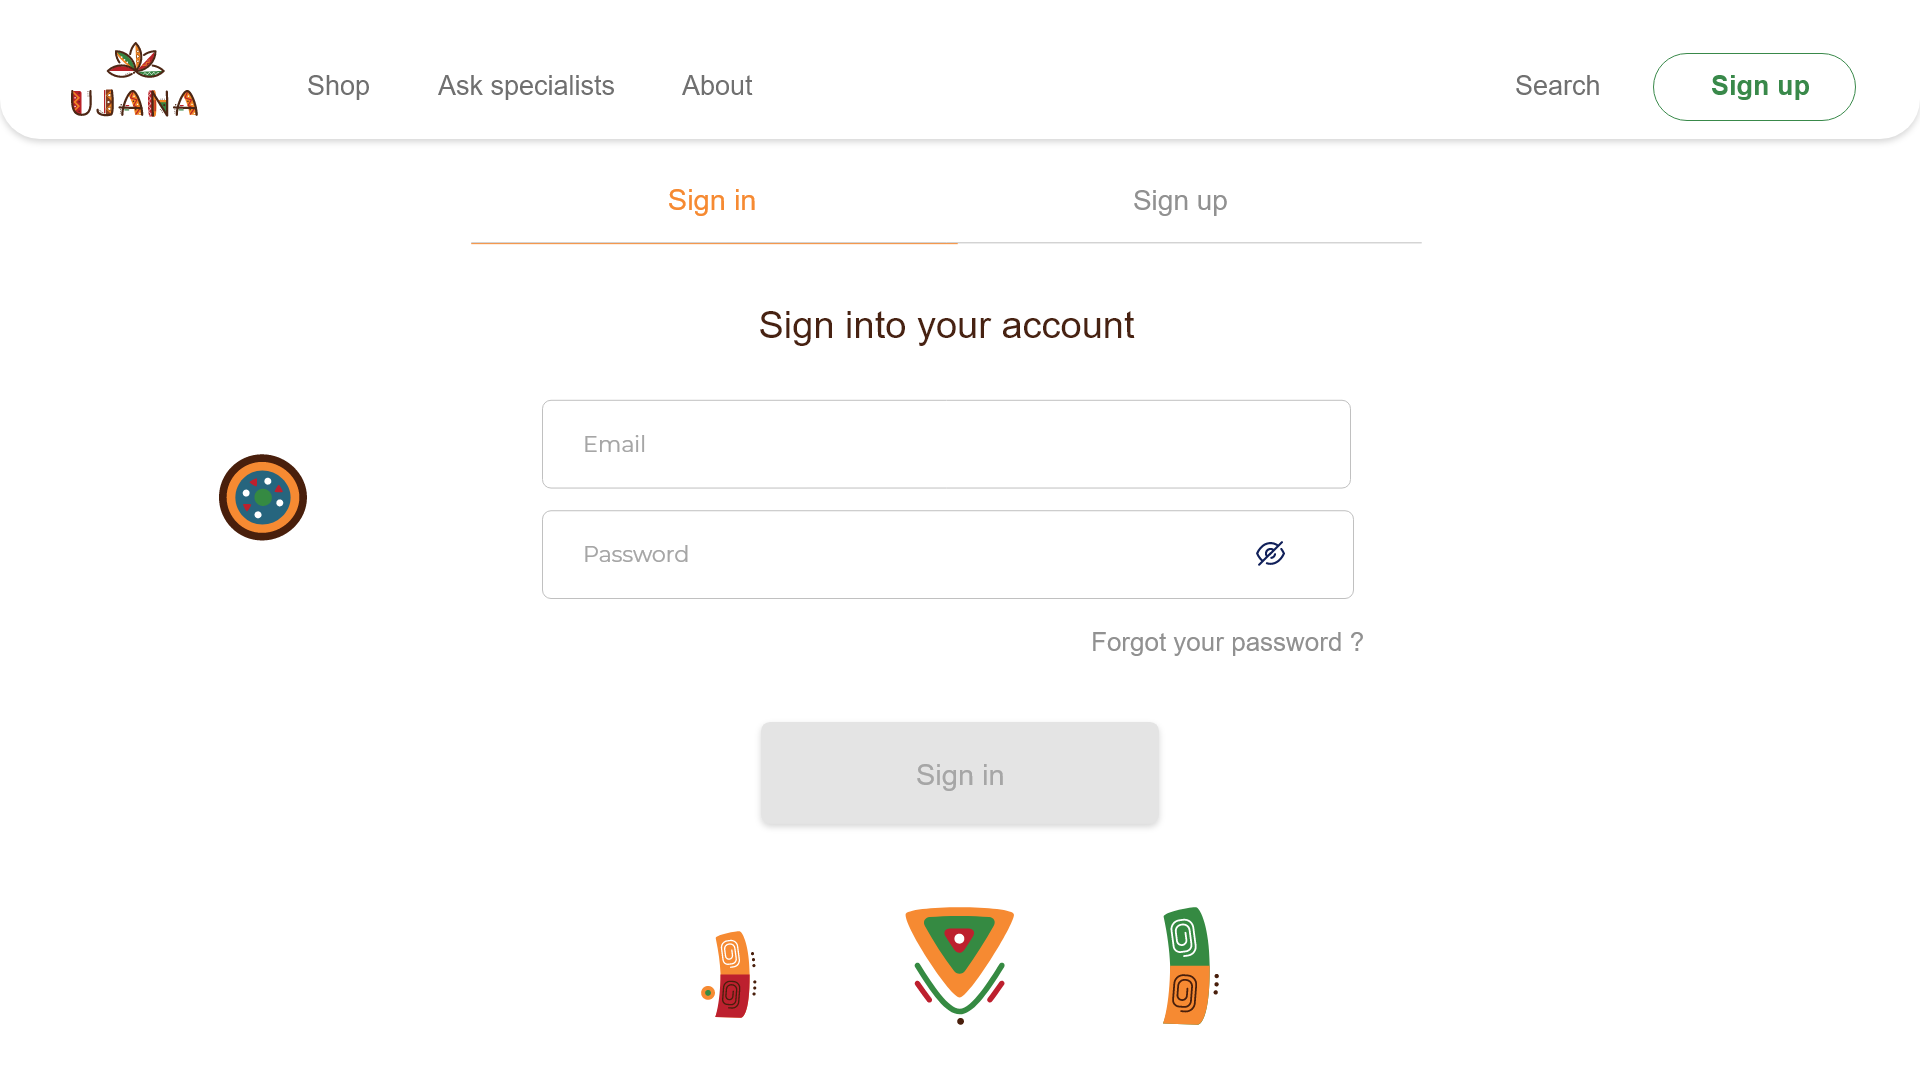 UJANA
Shop
Ask specialists
About
Search
Sign up
Sign in
Sign up
Sign into your account
Email
Password
Forgot your password ?
Sign in